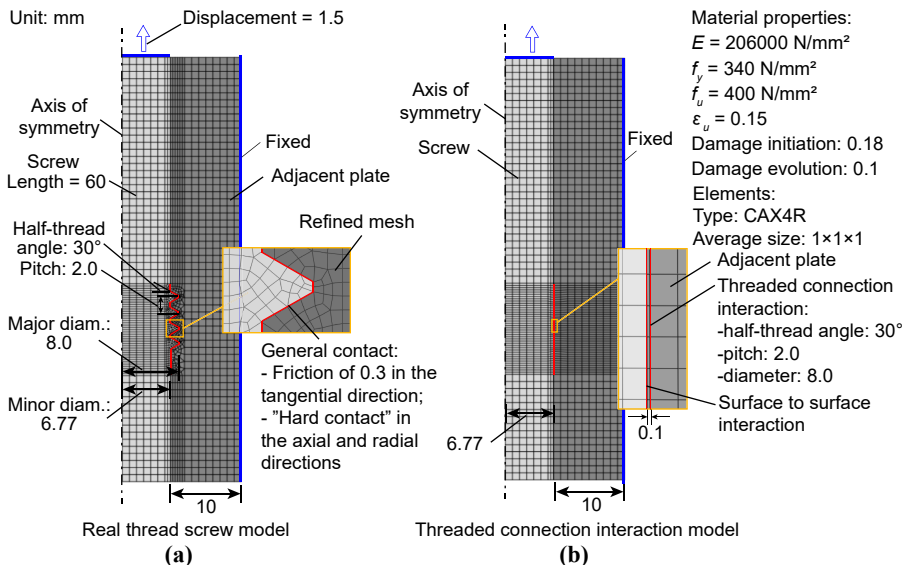 Unit: mm
Displacement = 1.5
Axis of
symmetry
Screw
Length = 60
Fixed
Adjacent plate
Half-thread
angle: 30°
Pitch: 2.0
Refined mesh
Major diam.:
8.0
Minor diam.:
6.77
General contact:
- Friction of 0.3 in the
tangential direction;
- ”Hard contact” in
the axial and radial
directions
10
Real thread screw model
(a)
Axis of
symmetry
Screw
Fixed
6.77
10
0.1
Threaded connection interaction model
(b)
Material properties:
E = 206000 N/mm²
f_y = 340 N/mm²
f_u = 400 N/mm²
ε_u = 0.15
Damage initiation: 0.18
Damage evolution: 0.1
Elements:
Type: CAX4R
Average size: 1×1×1
Adjacent plate
Threaded connection
interaction:
-half-thread angle: 30°
-pitch: 2.0
-diameter: 8.0
Surface to surface
interaction